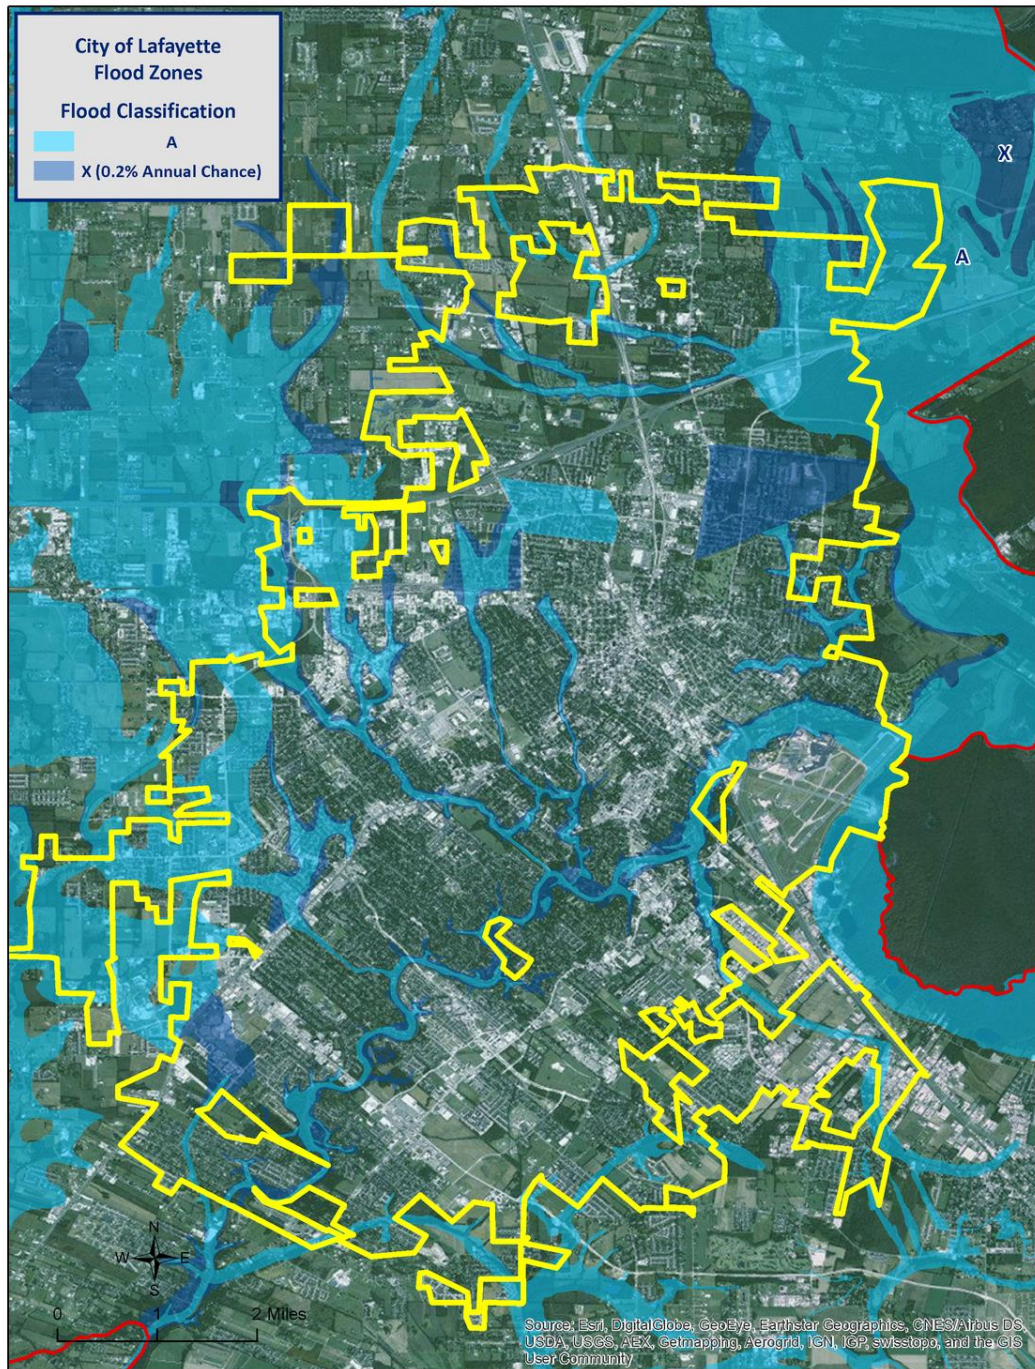 City of Lafayette
Flood Zones
Flood Classification
A
X (0.2% Annual Chance)
X
A
N
W E
S
0 1 2 Miles
Source: Esri, DigitalGlobe, GeoEye, Earthstar Geographics, CNES/Airbus DS,
USDA, USGS, AEX, Getmapping, Aerogrid, IGN, IGP, swisstopo, and the GIS
User Community